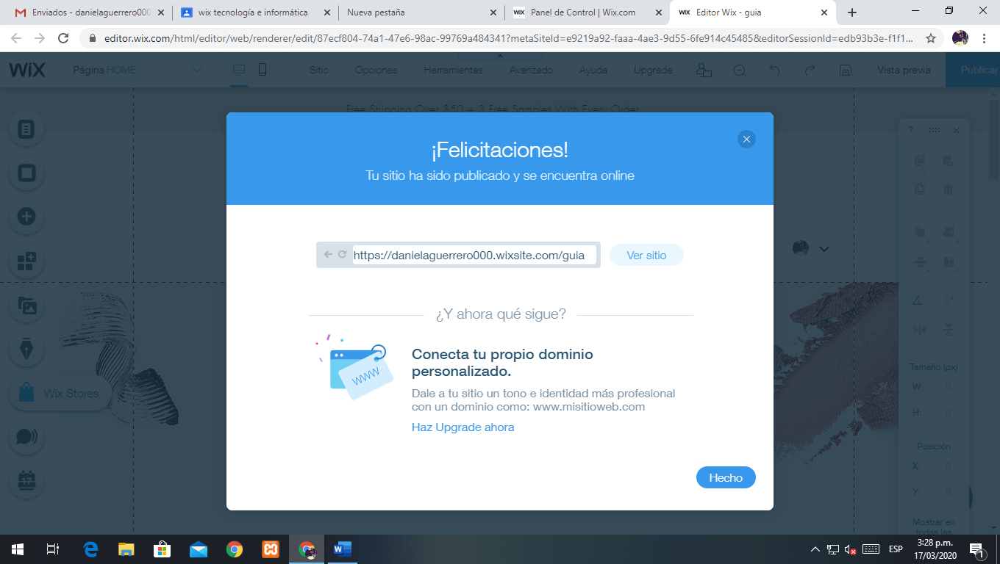 Enviados - danielaguerrero000
wix tecnología e informática
Nueva pestaña
WiX Panel de Control | Wix.com
WiX Editor Wix - guia
editor.wix.com/html/editor/web/renderer/edit/87ecf804-74a1-47e6-98ac-99769a484341?metaSiteId=e9219a92-faaa-4ae3-9d55-6fe914c45485&editorSessionId=edb93b3e-f1f1...
WiX Página HOME Sitio Opciones Herramientas Avanzado Ayuda Upgrade Vista previa Publicar
Free Shipping Over $50 + 3 Free Samples With Every Order
¡Felicitaciones!
Tu sitio ha sido publicado y se encuentra online
?
https://danielaguerrero000.wixsite.com/guia
Ver sitio
¿Y ahora qué sigue?
WWW
Conecta tu propio dominio
personalizado.
Dale a tu sitio un tono e identidad más profesional
con un dominio como: www.misitioweb.com
Haz Upgrade ahora
Hecho
Wix Stores
17
0°
Tamaño (px)
W: 0
H: 0
Posición
X: 0
Y: 0
Mostrar en
todas las
ESP
3:28 p.m.
17/03/2020
1